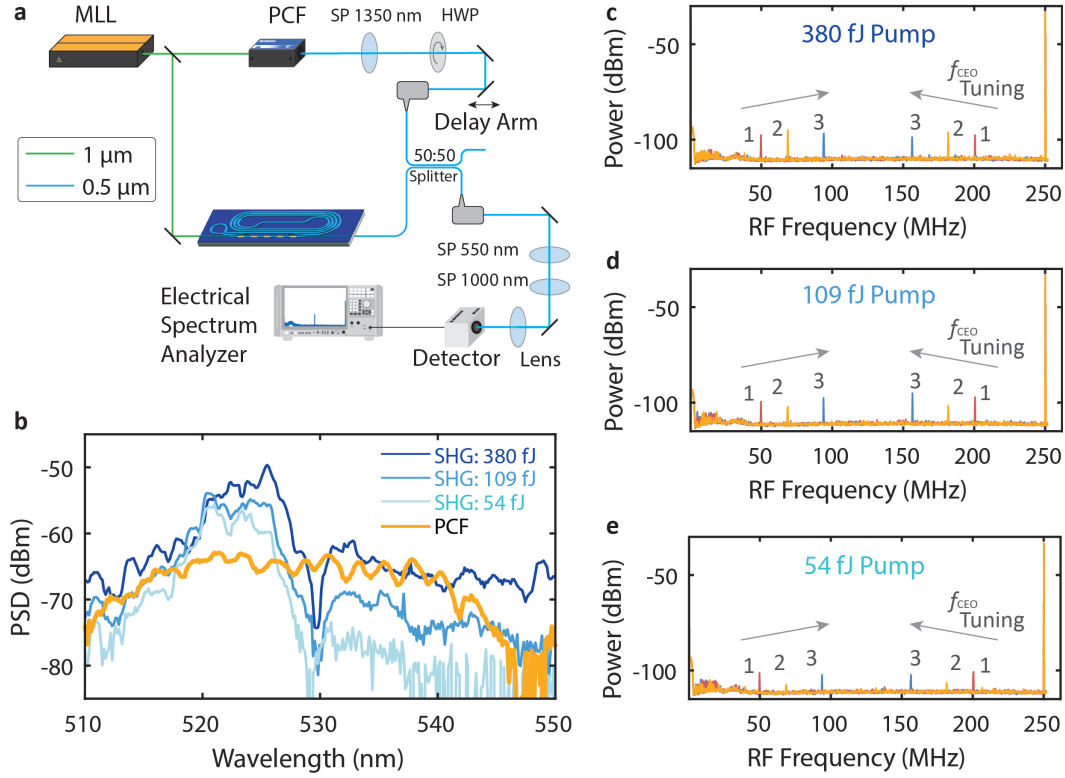 a
MLL
PCF
SP 1350 nm
HWP
Delay Arm
1 μm
0.5 μm
50:50
Splitter
SP 550 nm
SP 1000 nm
Electrical
Spectrum
Analyzer
Detector
Lens
b
PSD (dBm)
-50
-60
-70
-80
SHG: 380 fJ
SHG: 109 fJ
SHG: 54 fJ
PCF
510
520
530
540
550
Wavelength (nm)
c
Power (dBm)
-50
-100
380 fJ Pump
fCEO
Tuning
1 2 3 3 2 1
50 100 150 200 250
RF Frequency (MHz)
d
Power (dBm)
-50
-100
109 fJ Pump
fCEO
Tuning
1 2 3 3 2 1
50 100 150 200 250
RF Frequency (MHz)
e
Power (dBm)
-50
-100
54 fJ Pump
fCEO
Tuning
1 2 3 3 2 1
50 100 150 200 250
RF Frequency (MHz)